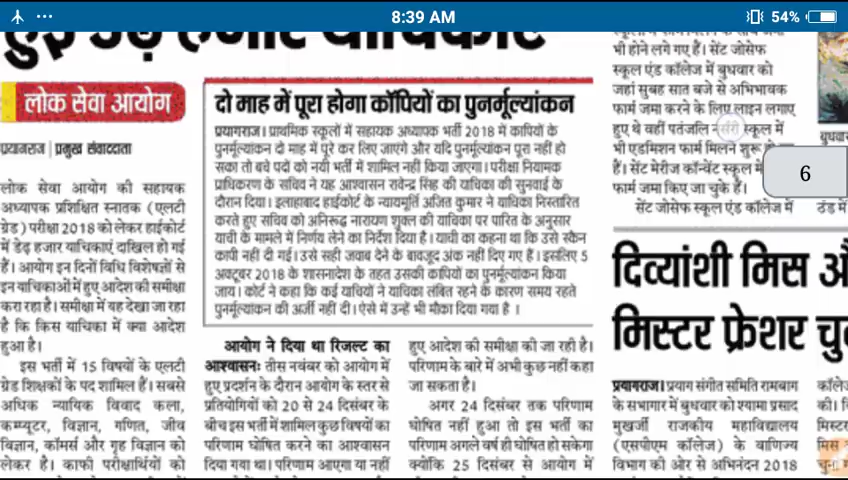 8:39 AM
54%
लोक सेवा आयोग
प्रयागराज | प्रमुख संवाददाता
लोक सेवा आयोग की सहायक
अध्यापक प्रशिक्षित स्नातक (एलटी
ग्रेड) परीक्षा 2018 को लेकर हाईकोर्ट
में डेढ़ हजार याचिकाएं दाखिल हो गई
हैं। आयोग इन दिनों विधि विशेषज्ञों से
इन याचिकाओं में हुए आदेश की समीक्षा
करा रहा है। समीक्षा में यह देखा जा रहा
है कि किस याचिका में क्या आदेश
हुआ है।
इस भर्ती में 15 विषयों के एलटी
ग्रेड शिक्षकों के पद शामिल हैं। सबसे
अधिक न्यायिक विवाद कला,
कम्प्यूटर, विज्ञान, गणित, जीव
विज्ञान, कॉमर्स और गृह विज्ञान को
लेकर है। काफी परीक्षार्थियों को
दो माह में पूरा होगा कॉपियों का पुनर्मूल्यांकन
प्रयागराज। प्राथमिक स्कूलों में सहायक अध्यापक भर्ती 2018 में कापियों के
पुनर्मूल्यांकन दो माह में पूरे कर लिए जाएंगे और यदि पुनर्मूल्यांकन पूरा नहीं हो
सका तो बचे पदों को नयी भर्ती में शामिल नहीं किया जाएगा। परीक्षा नियामक
प्राधिकरण के सचिव ने यह आश्वासन रावेन्द्र सिंह की याचिका की सुनवाई के
दौरान दिया। इलाहाबाद हाईकोर्ट के न्यायमूर्ति अजित कुमार ने याचिका निस्तारित
करते हुए सचिव को अनिरूद्ध नारायण शुक्ल की याचिका पर पारित के अनुसार
याची के मामले में निर्णय लेने का निर्देश दिया है। याची का कहना था कि उसे स्कैन
कापी नहीं दी गई। उसे सही जवाब देने के बावजूद अंक नहीं दिए गए हैं। इसलिए 5
अक्टूबर 2018 के शासनादेश के तहत उसकी कापियों का पुनर्मूल्यांकन किया
जाय। कोर्ट ने कहा कि कई याचियों ने याचिका लंबित रहने के कारण समय रहते
पुनर्मूल्यांकन की अर्जी नहीं दी। ऐसे में उन्हें भी मौका दिया गया है ।
आयोग ने दिया था रिजल्ट का
आश्वासनः तीस नवंबर को आयोग में
हुए प्रदर्शन के दौरान आयोग के स्तर से
प्रतियोगियों को 20 से 24 दिसंबर के
बीच इस भर्ती में शामिल कुछ विषयों का
परिणाम घोषित करने का आश्वासन
दिया गया था। परिणाम आएगा या नहीं
हुए आदेश की समीक्षा की जा रही है।
परिणाम के बारे में अभी कुछ नहीं कहा
जा सकता है।
अगर 24 दिसंबर तक परिणाम
घोषित नहीं हुआ तो इस भर्ती का
परिणाम अगले वर्ष ही घोषित हो सकेगा
क्योंकि 25 दिसंबर से आयोग में
भी होने लगे गए हैं। सेंट जोसेफ
स्कूल एंड कॉलेज में बुधवार को
जहां सुबह सात बजे से अभिभावक
फार्म जमा करने के लिए लाइन लगाए
हुए थे वहीं पतंजलि नर्सरी स्कूल में
भी एडमिशन फार्म मिलने शुरू हो
हैं। सेंट मेरीज कॉन्वेंट स्कूल में
फार्म जमा किए जा चुके हैं।
सेंट जोसेफ स्कूल एंड कॉलेज में
6
बुधवार
ठंड में
दिव्यांशी मिस
मिस्टर फ्रेशर
प्रयागराज। प्रयाग संगीत समिति रामबाग
के सभागार में बुधवार को श्यामा प्रसाद
मुखर्जी राजकीय महाविद्यालय
(एसपीएम कॉलेज) के वाणिज्य
विभाग की ओर से अभिनंदन 2018